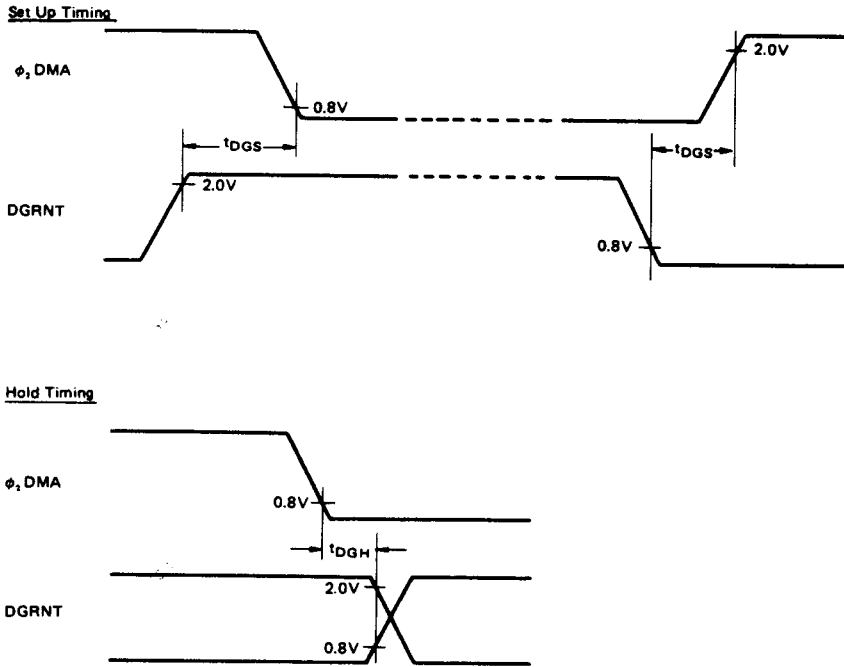 Set Up Timing
φ₂ DMA
2.0V
0.8V
tDGS
tDGS
2.0V
DGRNT
0.8V
Hold Timing
φ₂ DMA
0.8V
tDGH
2.0V
DGRNT
0.8V